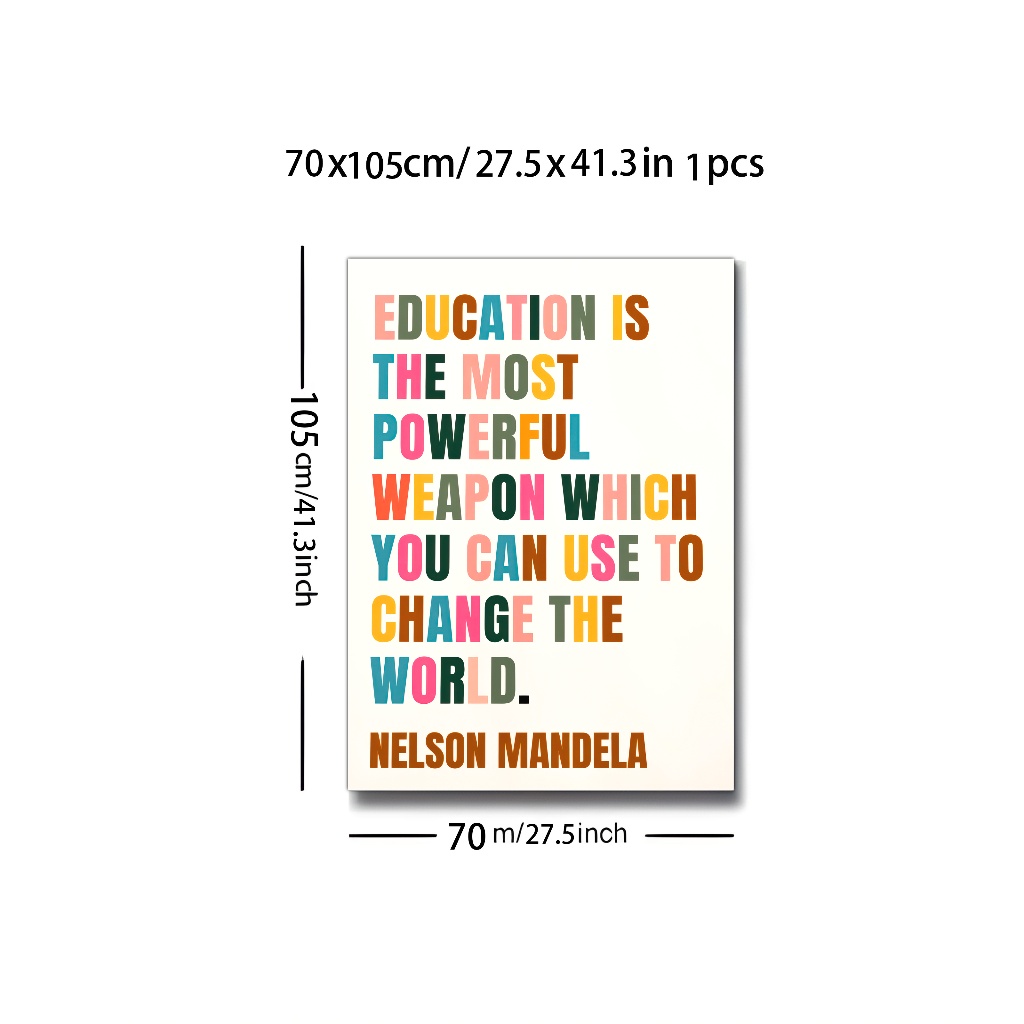 70x105cm/27.5x41.3in 1pcs
EDUCATION IS
THE MOST
POWERFUL
WEAPON WHICH
YOU CAN USE TO
CHANGE THE
WORLD.
NELSON MANDELA
105cm/41.3inch
70 m/27.5inch